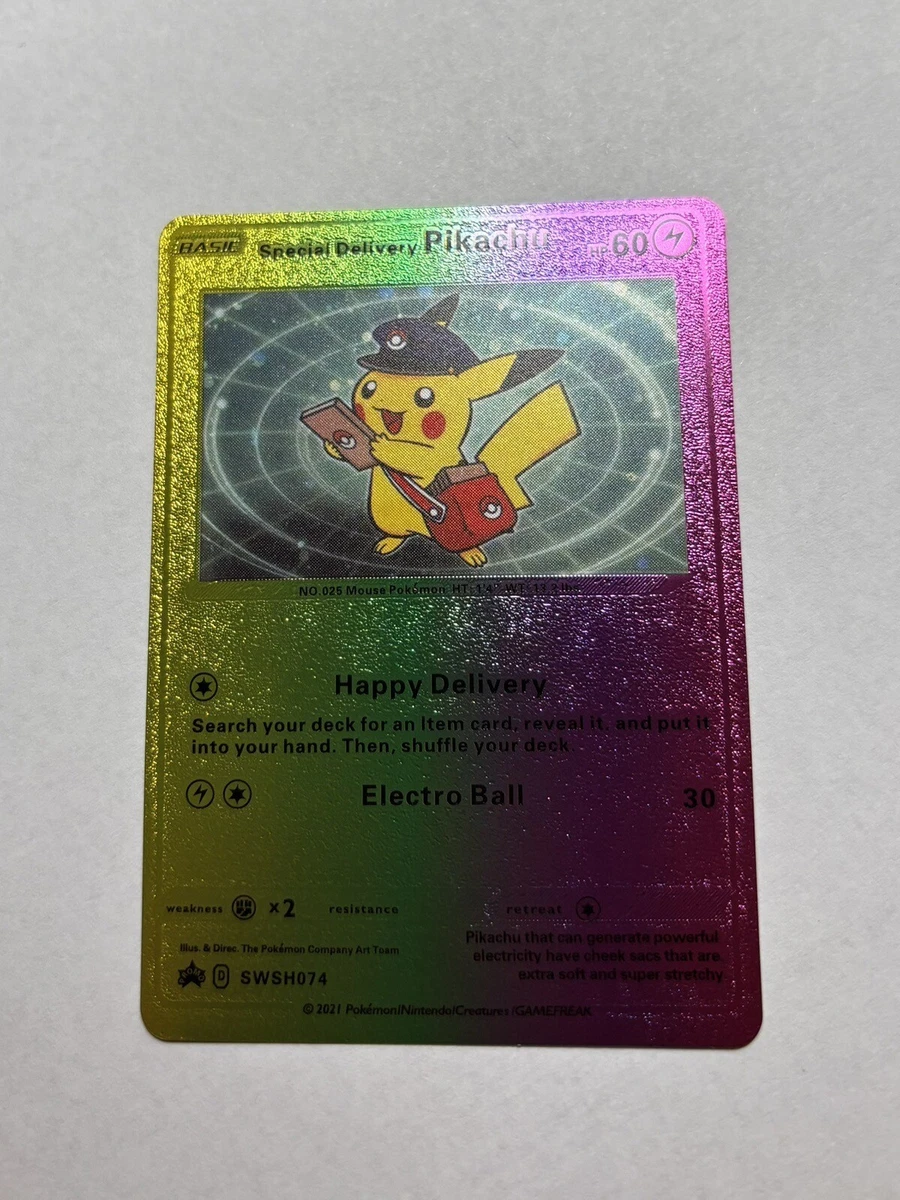 BASIC Special Delivery Pikachu HP 60
NO.025 Mouse Pokémon HT: 1'4" WT: 13.2 lbs
Happy Delivery
Search your deck for an Item card, reveal it, and put it
into your hand. Then, shuffle your deck
Electro Ball 30
weakness x2 resistance retreat
Pikachu that can generate powerful
electricity have cheek sacs that are
extra soft and super stretchy
Illus. & Direc. The Pokémon Company Art Team
D SWSH074
© 2021 Pokémon/Nintendo/Creatures /GAMEFREAK